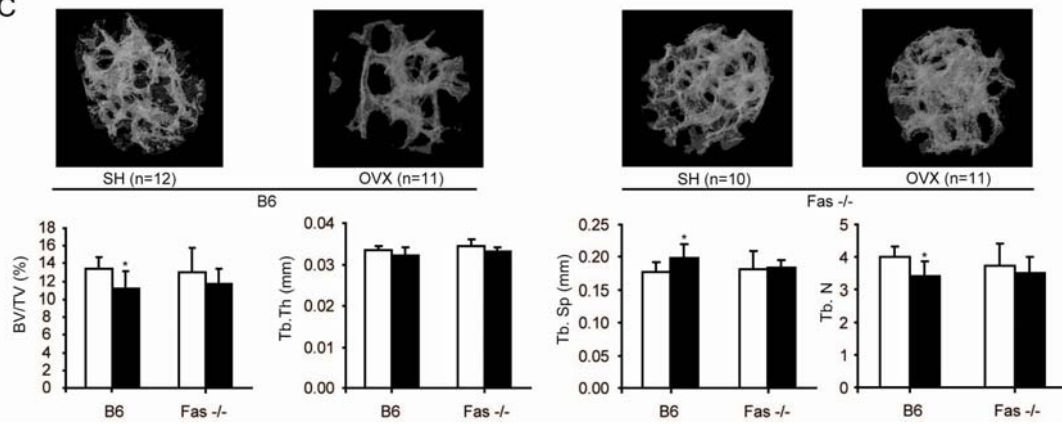 C
SH (n=12) OVX (n=11) SH (n=10) OVX (n=11)
B6 Fas -/-
BV/TV (%)
18
16
14
12
10
8
6
4
2
0
*
B6 Fas -/-
Tb.Th (mm)
0.04
0.03
0.02
0.01
0.00
B6 Fas -/-
Tb. Sp (mm)
0.25
0.20
0.15
0.10
0.05
0.00
*
B6 Fas -/-
Tb. N
5
4
3
2
1
0
*
B6 Fas -/-